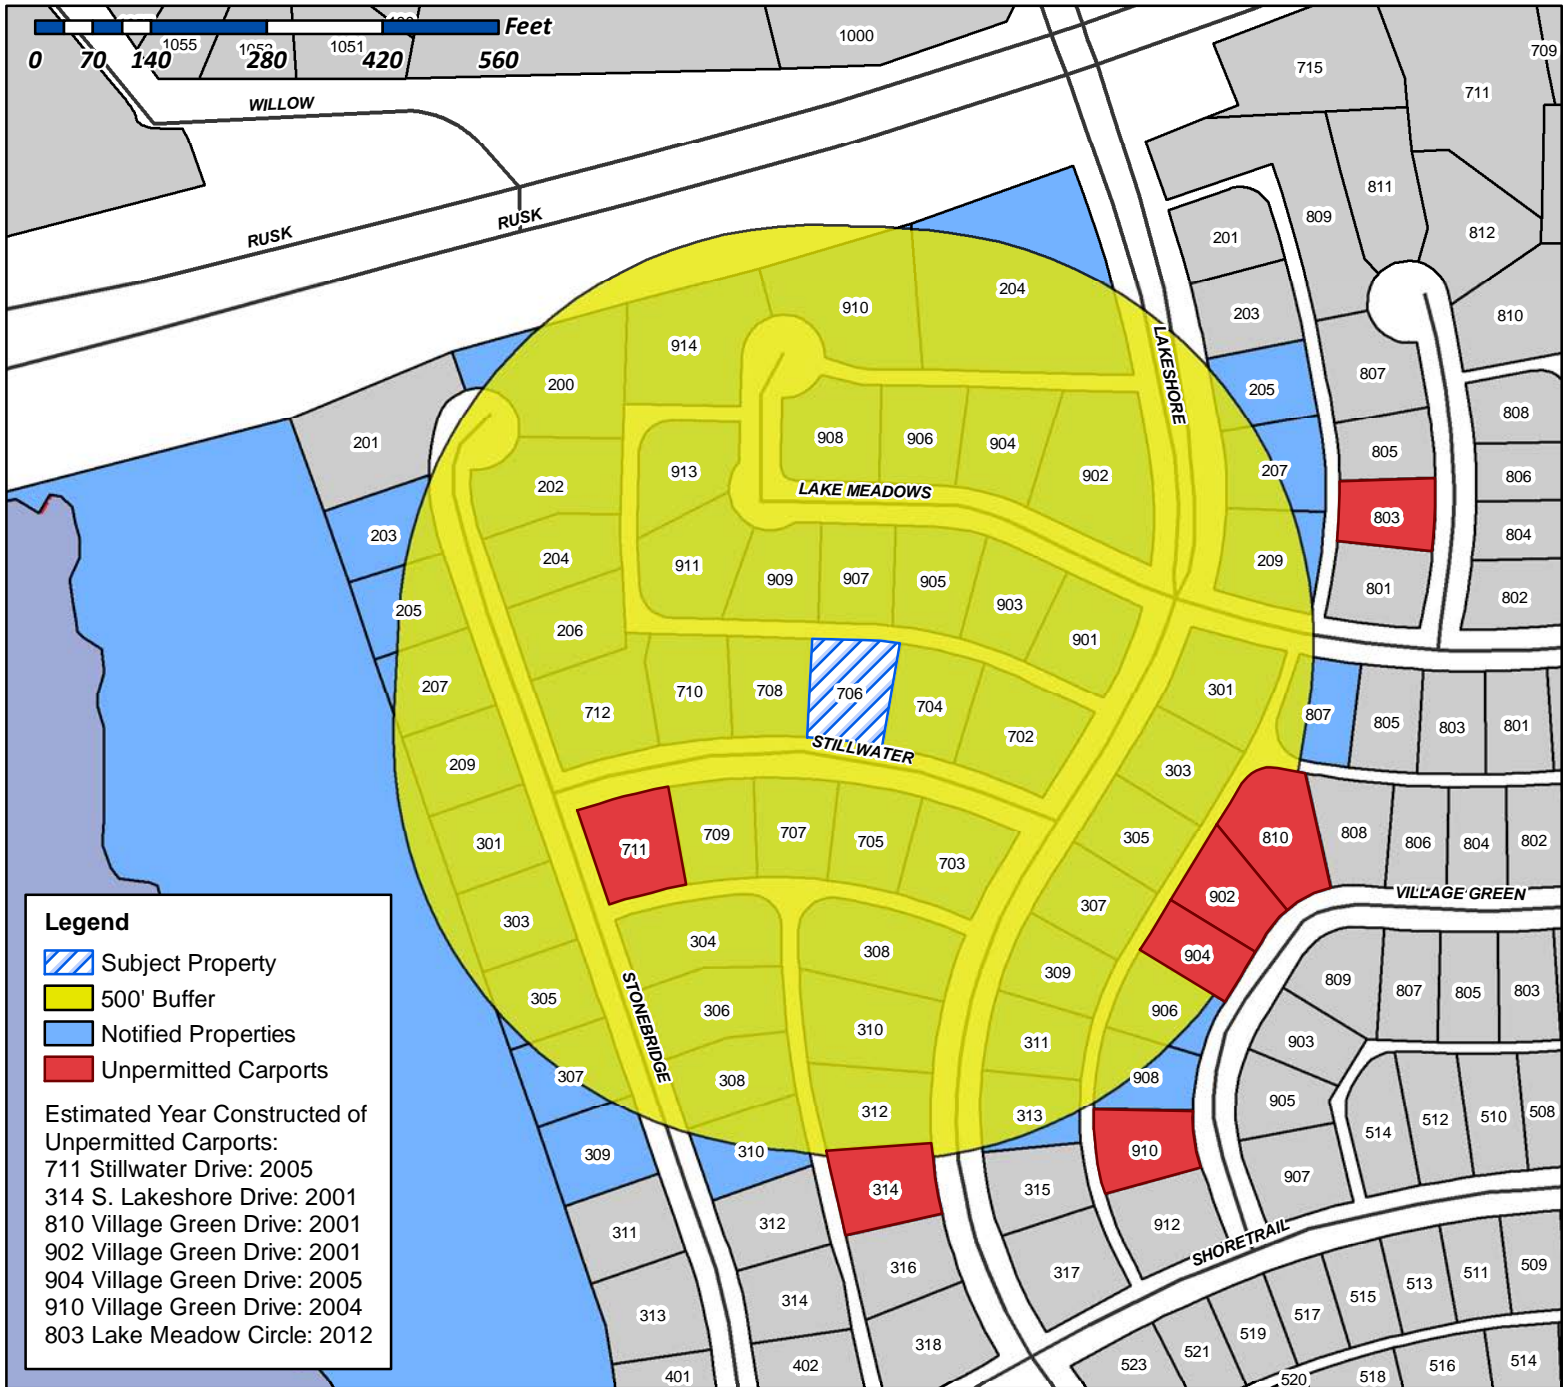 Feet
0 70 140 280 420 560
1055 1051 1000
WILLOW
RUSK
RUSK
715 709 711
811 809 812 810
201 203 205 207 209
807 805 803 801
808 806 804 802
LAKESHORE
204 910 914 200
201 203 205 207 209
202 204 206
913 911
908 906 904 902
LAKE MEADOWS
909 907 905 903 901
712 710 708 706 704 702
STILLWATER
301 303 305 307 309 311 313
807 805 803 801
711 709 707 705 703
810 808 806 804 802
902 904 906 908 910 912
VILLAGE GREEN
809 807 805 803
903 905 907
514 512 510 508
301 303 305 307 309 311 313 401
STONEBRIDGE
304 306 308 310 312 314 402
308 310 312 314 316 318
315 317
SHORETRAIL
523 521 519 517 515 513 511 509
520 518 516 514
Legend
Subject Property
500' Buffer
Notified Properties
Unpermitted Carports
Estimated Year Constructed of
Unpermitted Carports:
711 Stillwater Drive: 2005
314 S. Lakeshore Drive: 2001
810 Village Green Drive: 2001
902 Village Green Drive: 2001
904 Village Green Drive: 2005
910 Village Green Drive: 2004
803 Lake Meadow Circle: 2012